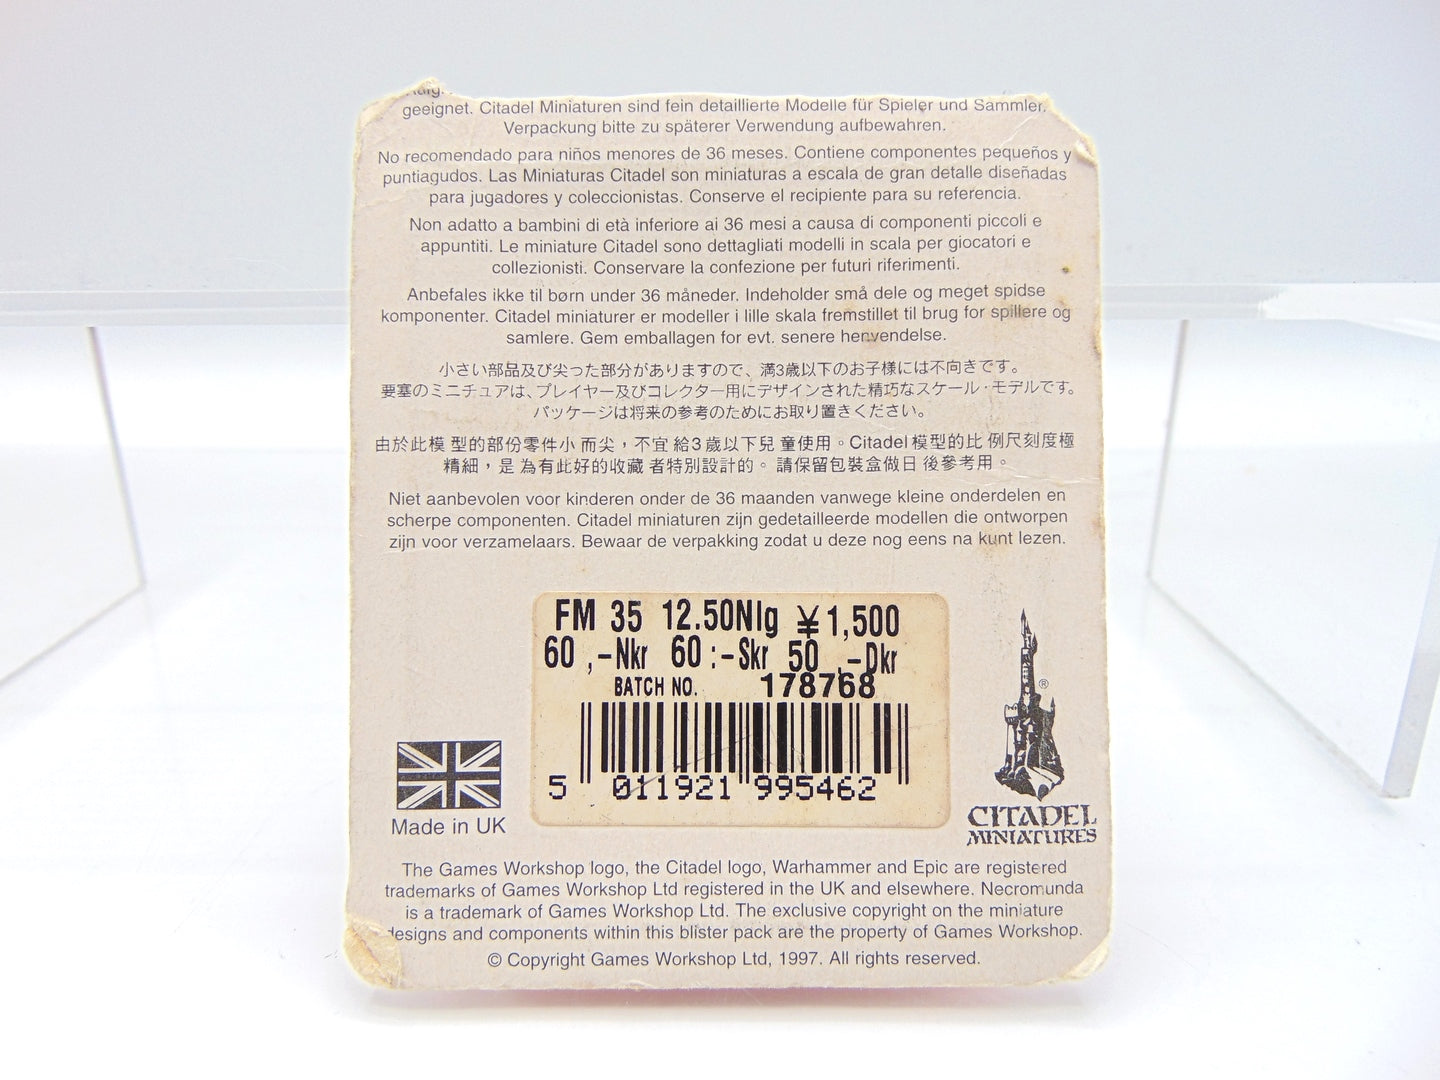 geeignet. Citadel Miniaturen sind fein detaillierte Modelle für Spieler und Sammler.
Verpackung bitte zu späterer Verwendung aufbewahren.
No recomendado para niños menores de 36 meses. Contiene componentes pequeños y
puntiagudos. Las Miniaturas Citadel son miniaturas a escala de gran detalle diseñadas
para jugadores y coleccionistas. Conserve el recipiente para su referencia.
Non adatto a bambini di età inferiore ai 36 mesi a causa di componenti piccoli e
appuntiti. Le miniature Citadel sono dettagliati modelli in scala per giocatori e
collezionisti. Conservare la confezione per futuri riferimenti.
Anbefales ikke til børn under 36 måneder. Indeholder små dele og meget spidse
komponenter. Citadel miniaturer er modeller i lille skala fremstillet til brug for spillere og
samlere. Gem emballagen for evt. senere henvendelse.
小さい部品及び尖った部分がありますので、満3歳以下のお子様には不向きです。
要塞のミニチュアは、プレイヤー及びコレクター用にデザインされた精巧なスケール・モデルです。
パッケージは将来の参考のためにお取り置きください。
由於此模 型的部份零件小 而尖，不宜 給3 歲以下兒 童使用。Citadel 模型的比 例尺刻度極
精細，是 為有此好的收藏 者特別設計的。 請保留包裝盒做日 後參考用。
Niet aanbevolen voor kinderen onder de 36 maanden vanwege kleine onderdelen en
scherpe componenten. Citadel miniaturen zijn gedetailleerde modellen die ontworpen
zijn voor verzamelaars. Bewaar de verpakking zodat u deze nog eens na kunt lezen.
FM 35 12.50Nlg ¥1,500
60 ,-Nkr 60 :-Skr 50 ,-Dkr
BATCH NO. 178768
5 011921 995462
Made in UK
®
CITADEL
MINIATURES
The Games Workshop logo, the Citadel logo, Warhammer and Epic are registered
trademarks of Games Workshop Ltd registered in the UK and elsewhere. Necromunda
is a trademark of Games Workshop Ltd. The exclusive copyright on the miniature
designs and components within this blister pack are the property of Games Workshop.
© Copyright Games Workshop Ltd, 1997. All rights reserved.